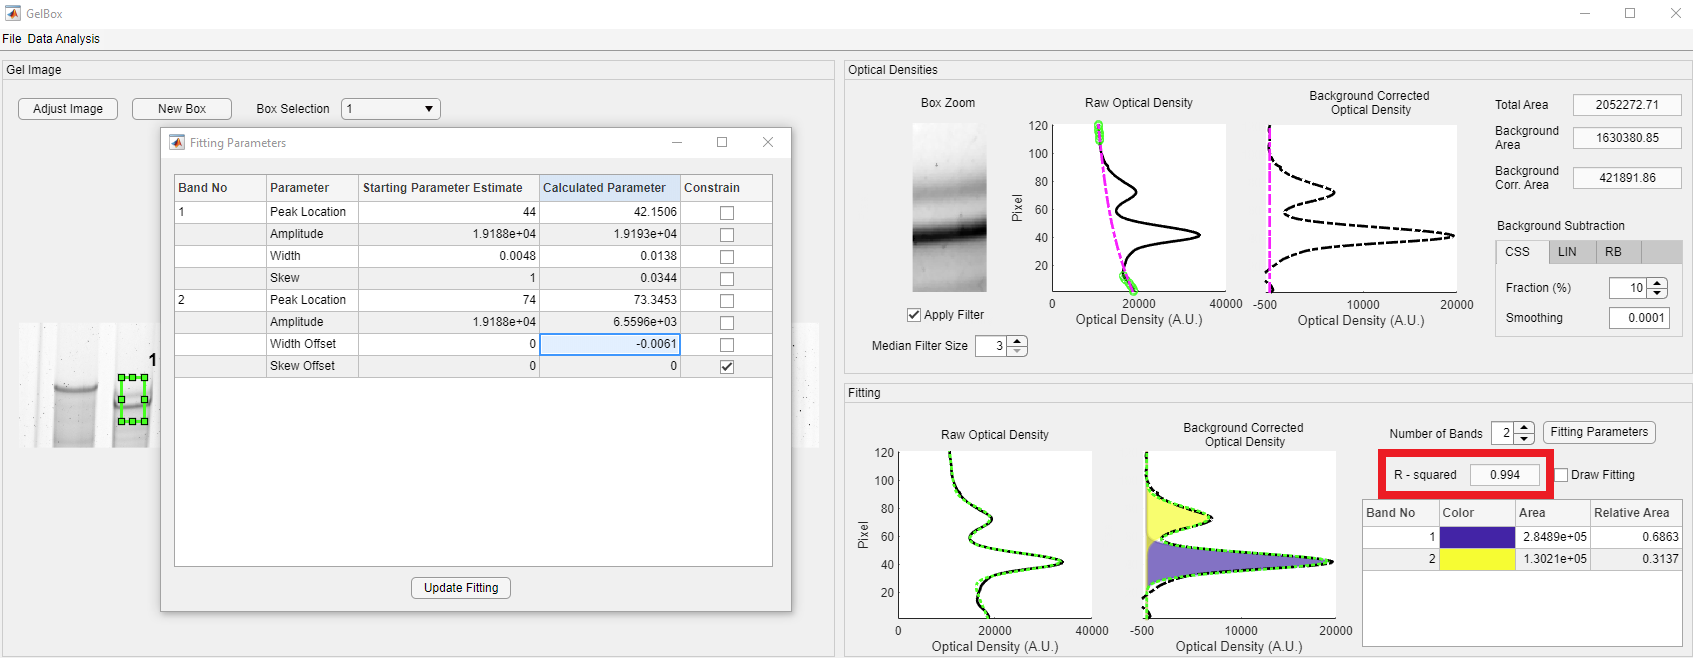 GelBox
File Data Analysis
Gel Image
Adjust Image
New Box
Box Selection
1
1
Fitting Parameters
Band No Parameter Starting Parameter Estimate Calculated Parameter Constrain
1 Peak Location 44 42.1506
Amplitude 1.9188e+04 1.9193e+04
Width 0.0048 0.0138
Skew 1 0.0344
2 Peak Location 74 73.3453
Amplitude 1.9188e+04 6.5596e+03
Width Offset 0 -0.0061
Skew Offset 0 0
Update Fitting
Optical Densities
Box Zoom
Apply Filter
Median Filter Size 3
Raw Optical Density
120
100
80
60
40
20
Pixel
0 20000 40000
Optical Density (A.U.)
Background Corrected
Optical Density
-500 10000 20000
Optical Density (A.U.)
Total Area 2052272.71
Background
Area
1630380.85
Background
Corr. Area
421891.86
Background Subtraction
CSS LIN RB
Fraction (%) 10
Smoothing 0.0001
Fitting
Raw Optical Density
120
100
80
60
40
20
Pixel
0 20000 40000
Optical Density (A.U.)
Background Corrected
Optical Density
-500 10000 20000
Optical Density (A.U.)
Number of Bands 2 Fitting Parameters
R - squared 0.994 Draw Fitting
Band No Color Area Relative Area
1 2.8489e+05 0.6863
2 1.3021e+05 0.3137